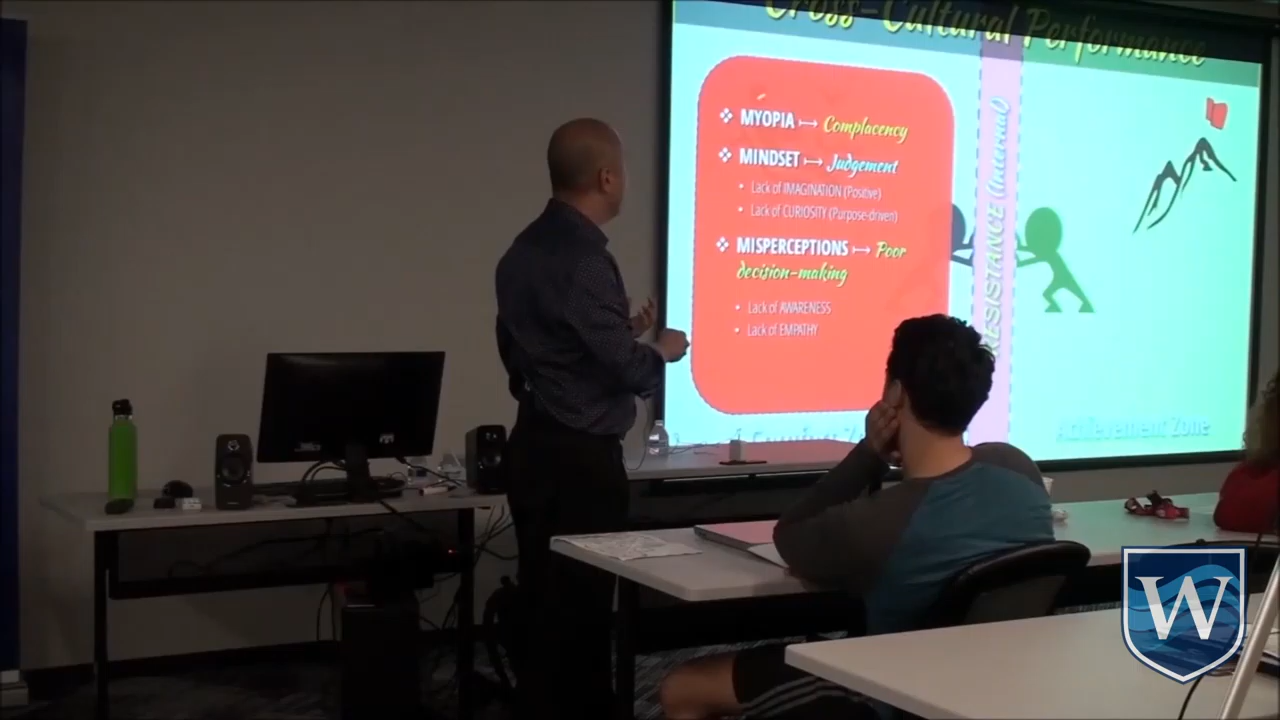 Cross-Cultural Performance
❖ MYOPIA ↦ Complacency
❖ MINDSET ↦ Judgement
• Lack of IMAGINATION (Positive)
• Lack of CURIOSITY (Purpose-driven)
❖ MISPERCEPTIONS ↦ Poor
decision-making
• Lack of AWARENESS
• Lack of EMPATHY
RESISTANCE (Internal)
Achievement Zone
W